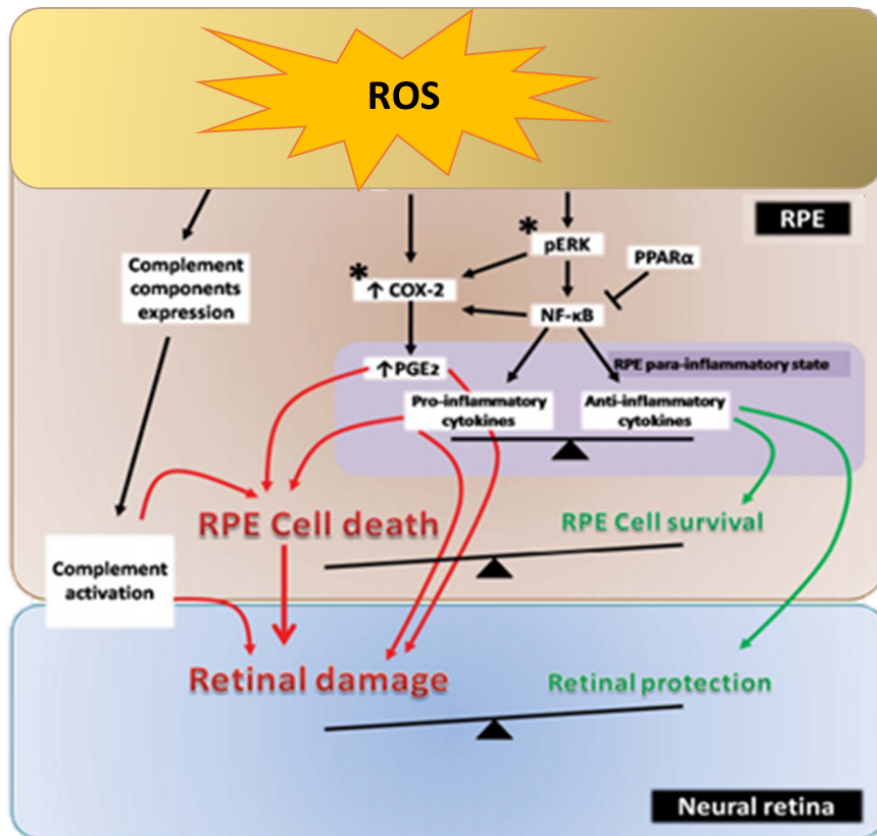 ROS
RPE
* pERK
PPARα
Complement
components
expression
* ↑ COX-2
NF-κB
↑PGE2
RPE para-inflammatory state
Pro-inflammatory
cytokines
Anti-inflammatory
cytokines
RPE Cell death
RPE Cell survival
Complement
activation
Retinal damage
Retinal protection
Neural retina